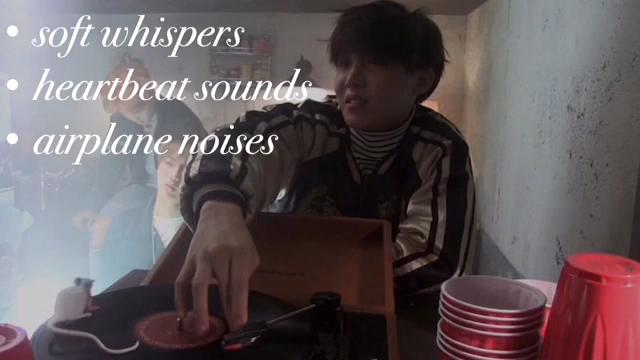 • soft whispers
• heartbeat sounds
• airplane noises